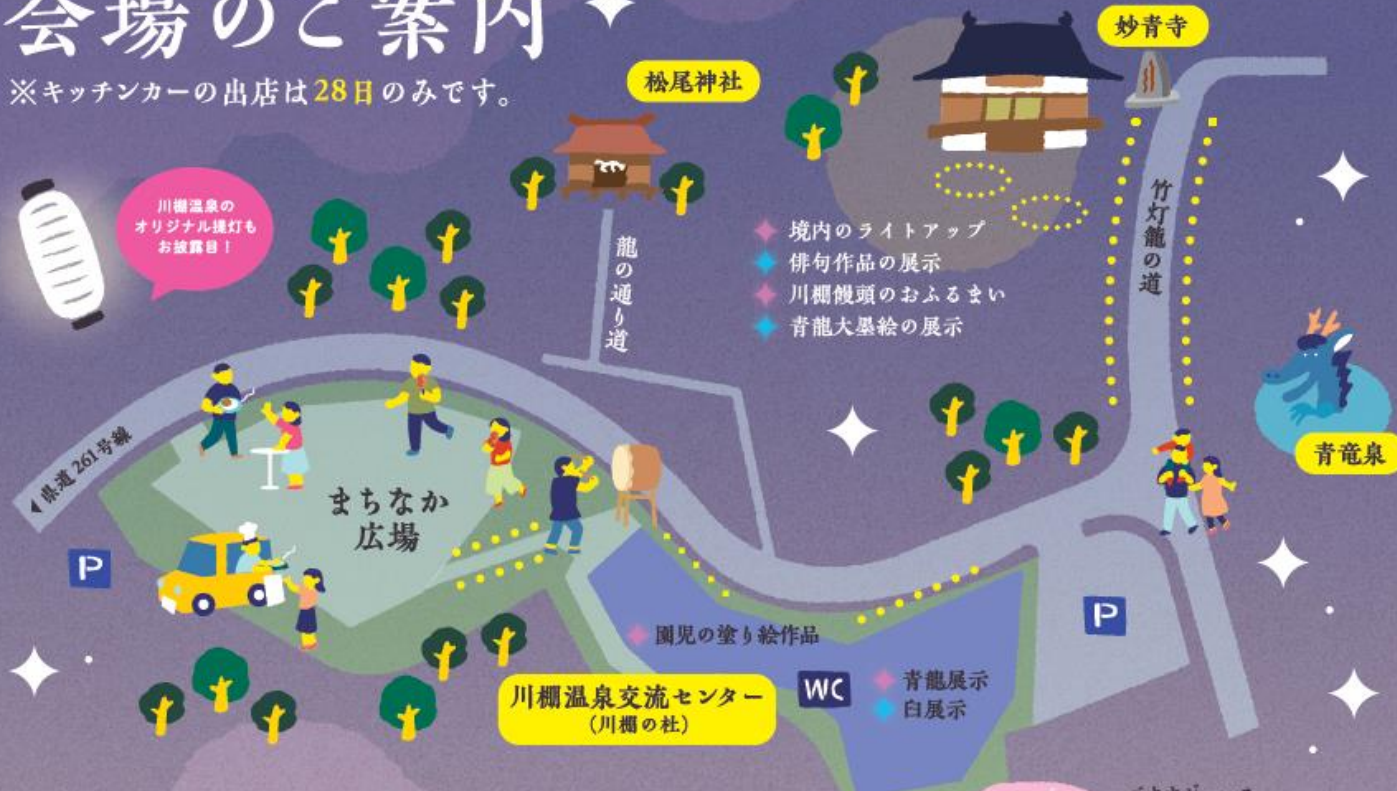 会場のご案内
※キッチンカーの出店は28日のみです。
妙青寺
松尾神社
川棚温泉の
オリジナル提灯も
お披露目！
龍の通り道
境内のライトアップ
俳句作品の展示
川棚饅頭のおふるまい
青龍大墨絵の展示
竹灯籠の道
青竜泉
県道261号線
まちなか
広場
P
P
園児の塗り絵作品
川棚温泉交流センター
（川棚の杜）
WC
青龍展示
臼展示